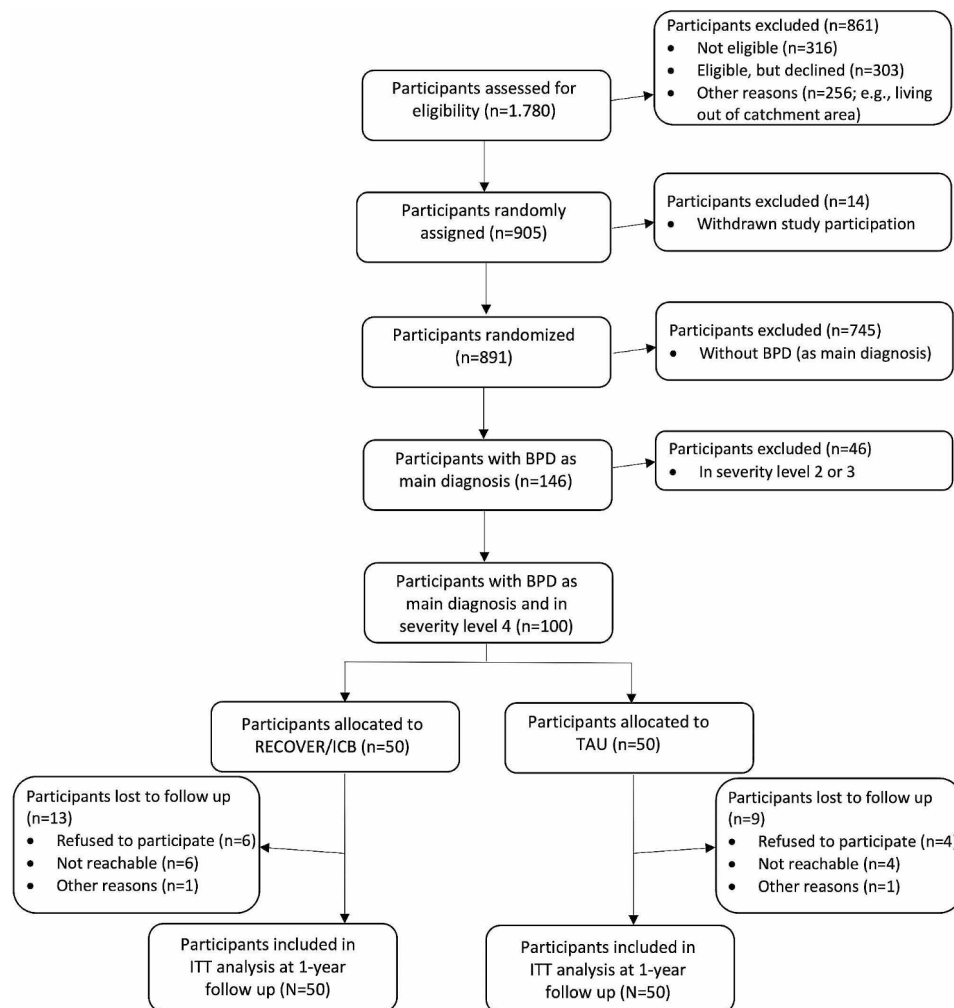 Participants excluded (n=861)
• Not eligible (n=316)
• Eligible, but declined (n=303)
• Other reasons (n=256; e.g., living
out of catchment area)
Participants assessed for
eligibility (n=1.780)
Participants randomly
assigned (n=905)
Participants excluded (n=14)
• Withdrawn study participation
Participants randomized
(n=891)
Participants excluded (n=745)
• Without BPD (as main diagnosis)
Participants with BPD as
main diagnosis (n=146)
Participants excluded (n=46)
• In severity level 2 or 3
Participants with BPD as
main diagnosis and in
severity level 4 (n=100)
Participants allocated to
RECOVER/ICB (n=50)
Participants allocated to
TAU (n=50)
Participants lost to follow up
(n=13)
• Refused to participate (n=6)
• Not reachable (n=6)
• Other reasons (n=1)
Participants lost to follow up
(n=9)
• Refused to participate (n=4)
• Not reachable (n=4)
• Other reasons (n=1)
Participants included in
ITT analysis at 1-year
follow up (N=50)
Participants included in
ITT analysis at 1-year
follow up (N=50)